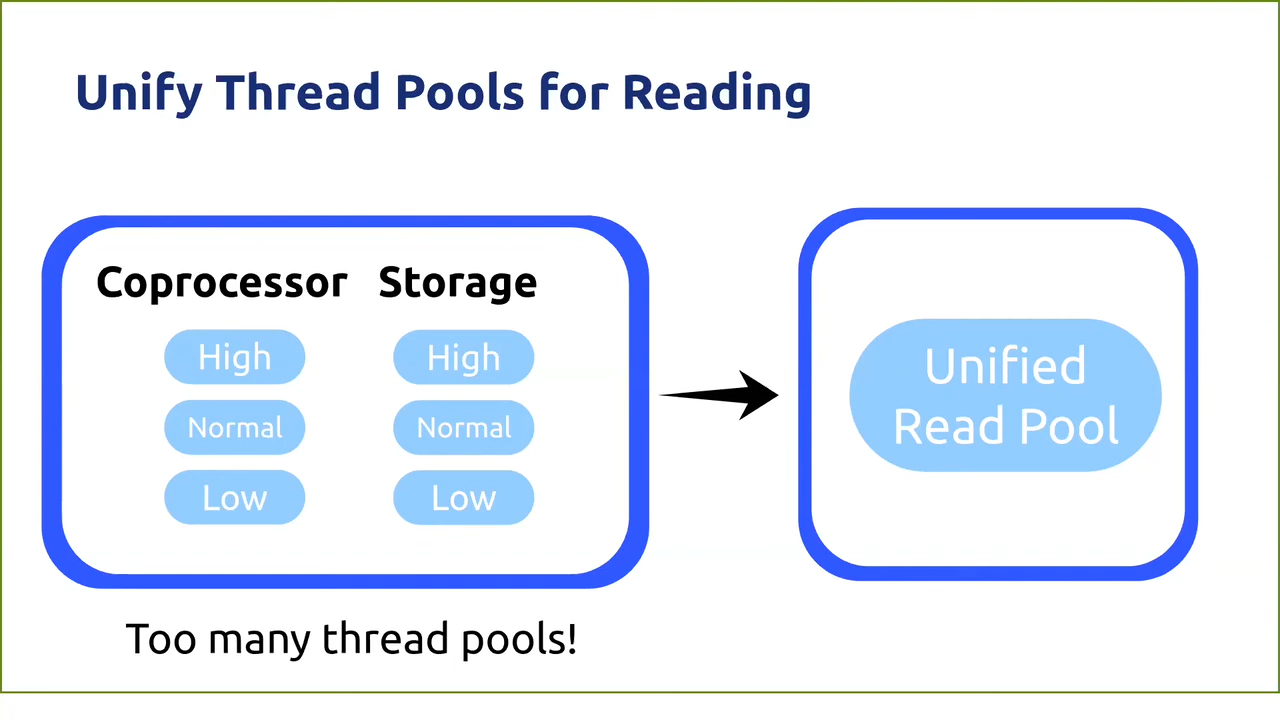 Unify Thread Pools for Reading
Coprocessor Storage
High High
Normal Normal
Low Low
Unified
Read Pool
Too many thread pools!